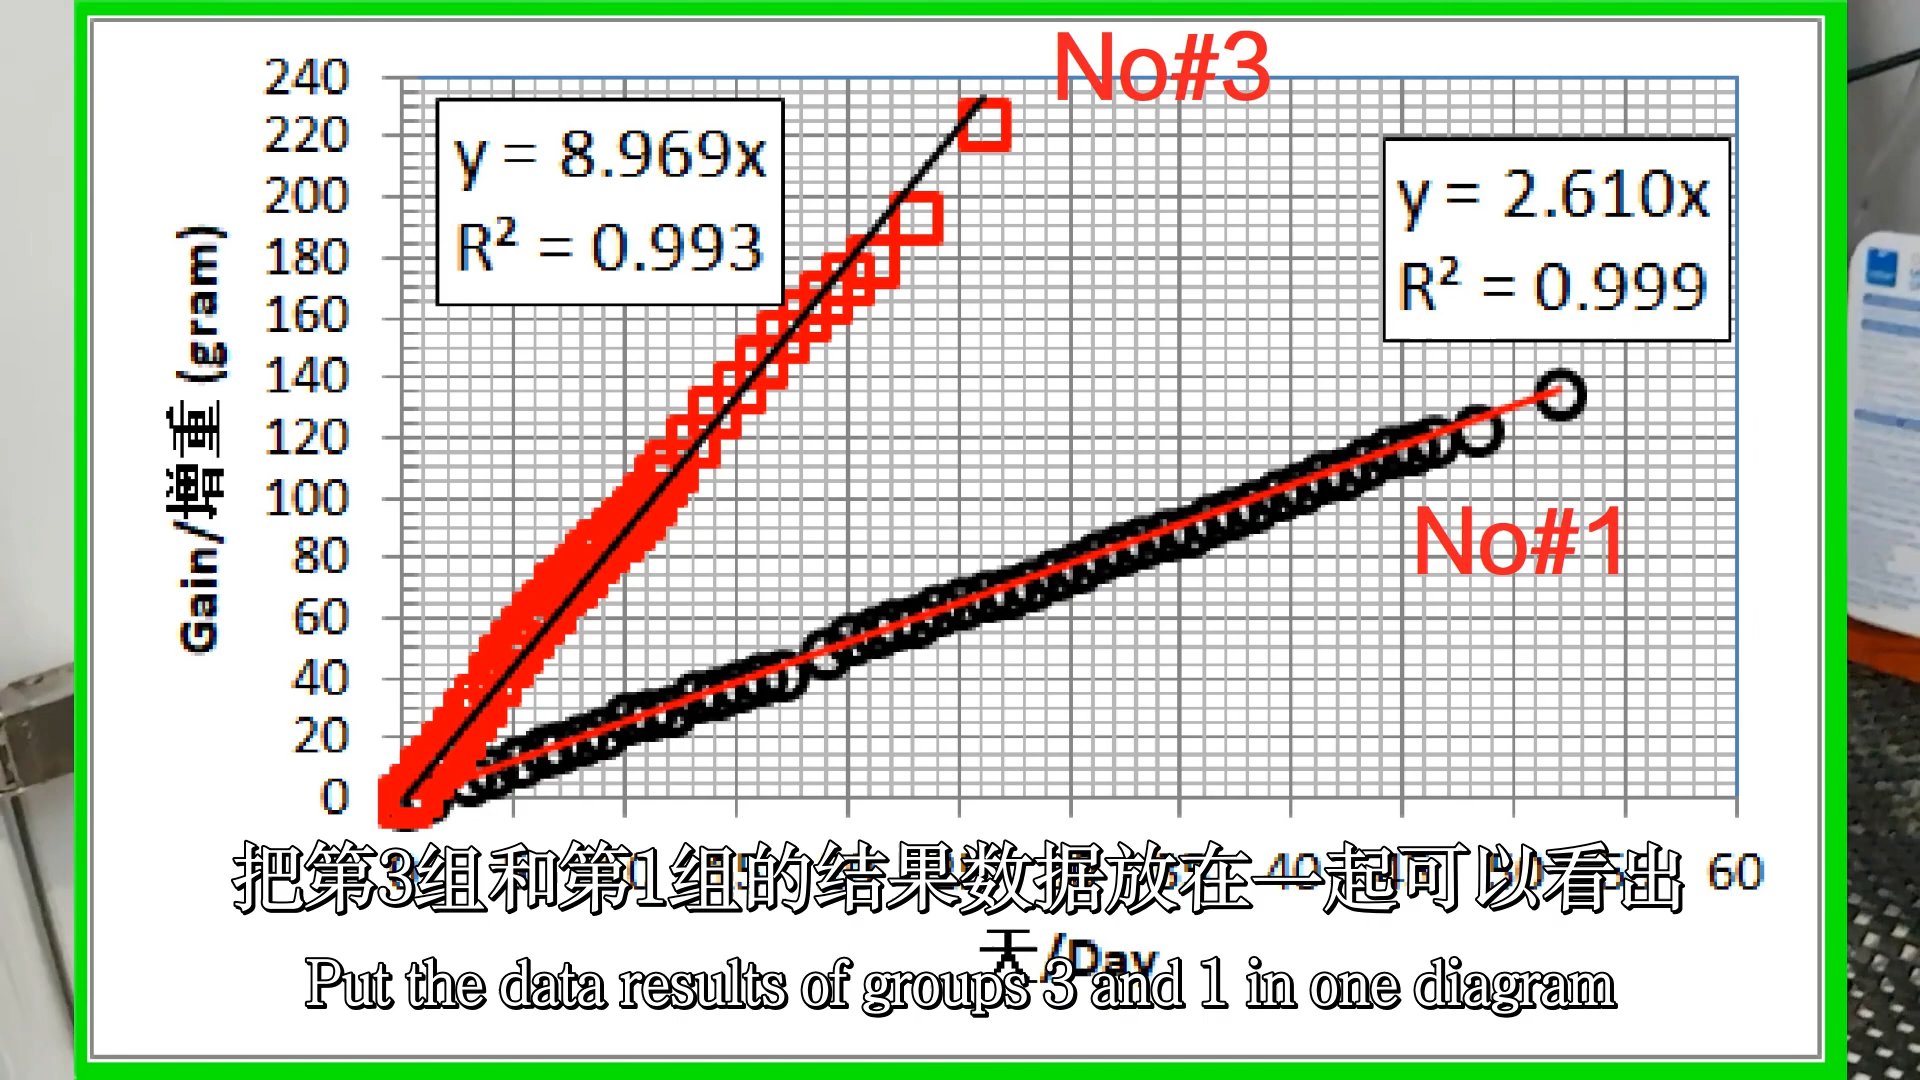 No#3
240
220
200
180
160
140
120
100
80
60
40
20
0
Gain/增重 (gram)
y = 8.969x
R² = 0.993
y = 2.610x
R² = 0.999
No#1
40
60
把第3组和第1组的结果数据放在一起可以看出
天/Day
Put the data results of groups 3 and 1 in one diagram